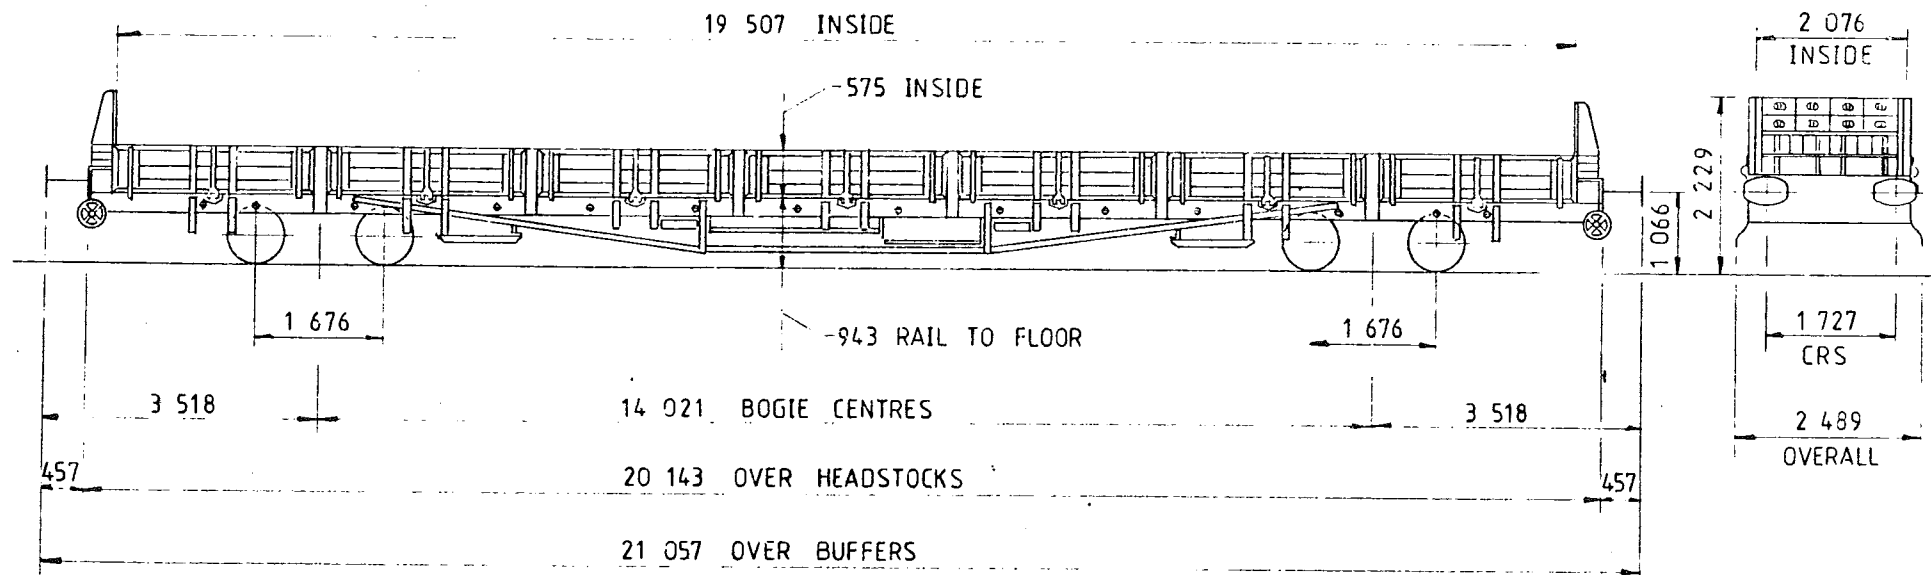 19 507 INSIDE
2 076
INSIDE
-575 INSIDE
2 229
1 066
1 676
-943 RAIL TO FLOOR
1 676
1 727
CRS
3 518
14 021 BOGIE CENTRES
3 518
2 489
OVERALL
457
20 143 OVER HEADSTOCKS
457
21 057 OVER BUFFERS